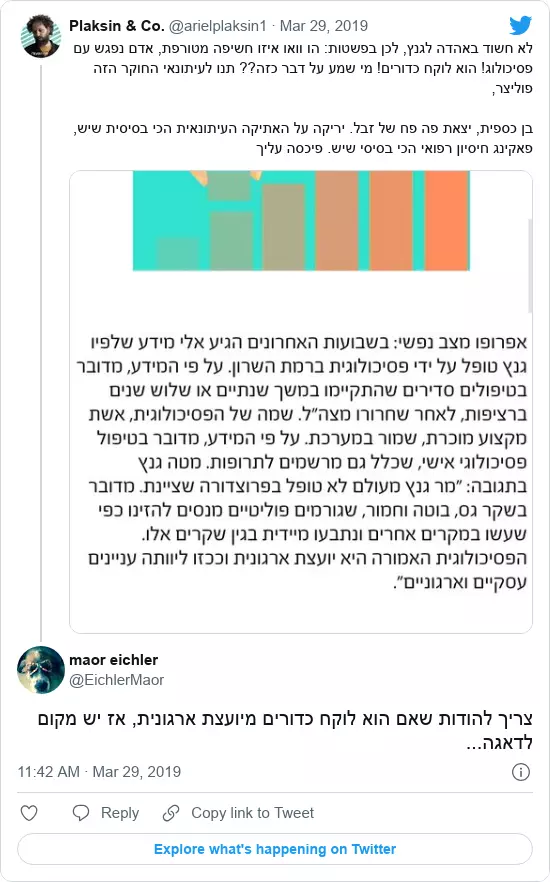 Plaksin & Co. @arielplaksin1 · Mar 29, 2019
לא חשוד באהדה לגנץ, לכן בפשטות: הו וואו איזו חשיפה מטורפת, אדם נפגש עם
פסיכולוג! הוא לוקח כדורים! מי שמע על דבר כזה?? תנו לעיתונאי החוקר הזה
פוליצר,
בן כספית, יצאת פה פח של זבל. יריקה על האתיקה העיתונאית הכי בסיסית שיש,
פאקינג חיסיון רפואי הכי בסיסי שיש. פיכסה עליך
אפרופו מצב נפשי: בשבועות האחרונים הגיע אלי מידע שלפיו
גנץ טופל על ידי פסיכולוגית ברמת השרון. על פי המידע, מדובר
בטיפולים סדירים שהתקיימו במשך שנתיים או שלוש שנים
ברציפות, לאחר שחרורו מצה״ל. שמה של הפסיכולוגית, אשת
מקצוע מוכרת, שמור במערכת. על פי המידע, מדובר בטיפול
פסיכולוגי אישי, שכלל גם מרשמים לתרופות. מטה גנץ
בתגובה: ״מר גנץ מעולם לא טופל בפרוצדורה שציינת. מדובר
בשקר גס, בוטה וחמור, שגורמים פוליטיים מנסים להזינו כפי
שעשו במקרים אחרים ונתבעו מיידית בגין שקרים אלו.
הפסיכולוגית האמורה היא יועצת ארגונית וככזו ליוותה עניינים
עסקיים וארגוניים״.
maor eichler
@EichlerMaor
צריך להודות שאם הוא לוקח כדורים מיועצת ארגונית, אז יש מקום
לדאגה...
11:42 AM · Mar 29, 2019
Reply
Copy link to Tweet
Explore what's happening on Twitter